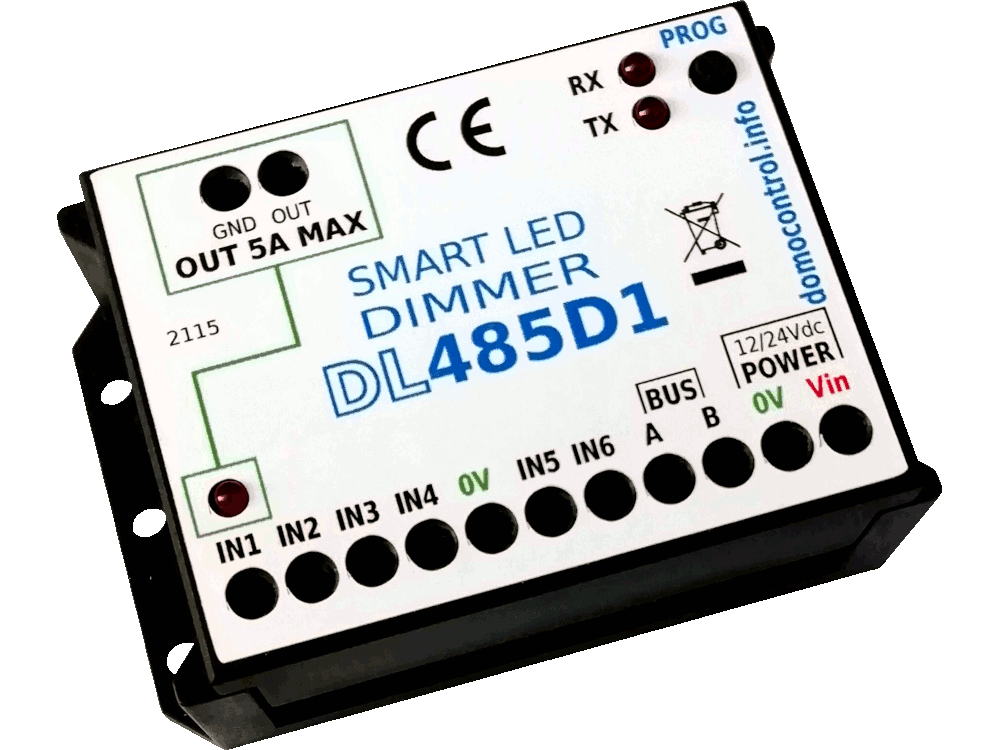 PROG
RX
TX
CE
domocontrol.info
GND OUT
OUT 5A MAX
SMART LED
DIMMER
DL485D1
2115
12/24Vdc
POWER
BUS
IN1 IN2 IN3 IN4 0V IN5 IN6 A B 0V Vin